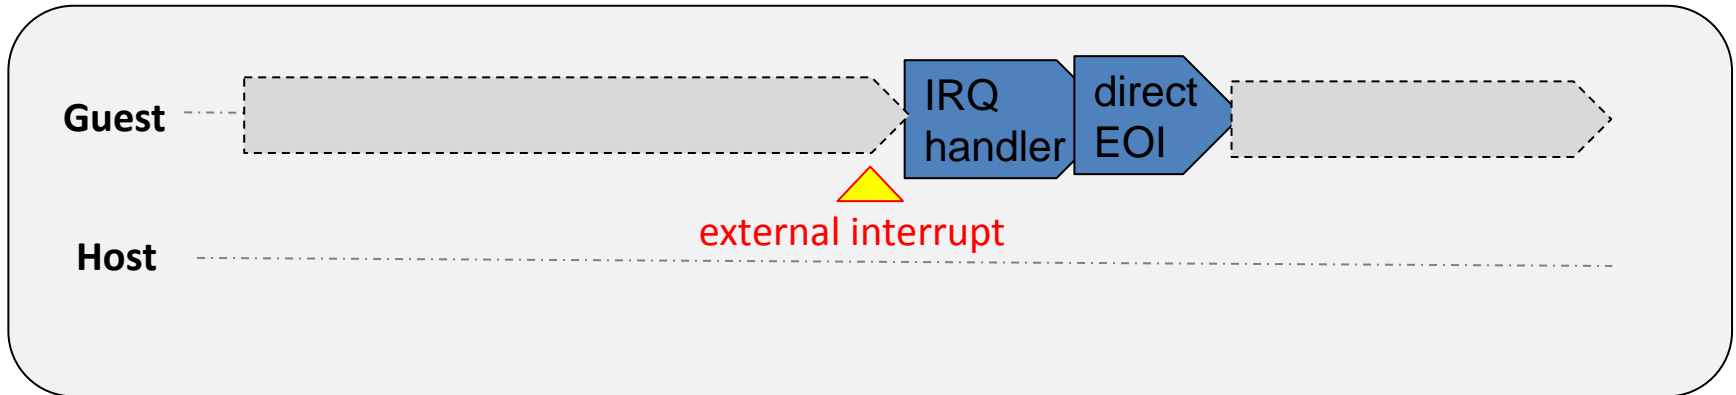 Guest
IRQ
handler
direct
EOI
external interrupt
Host